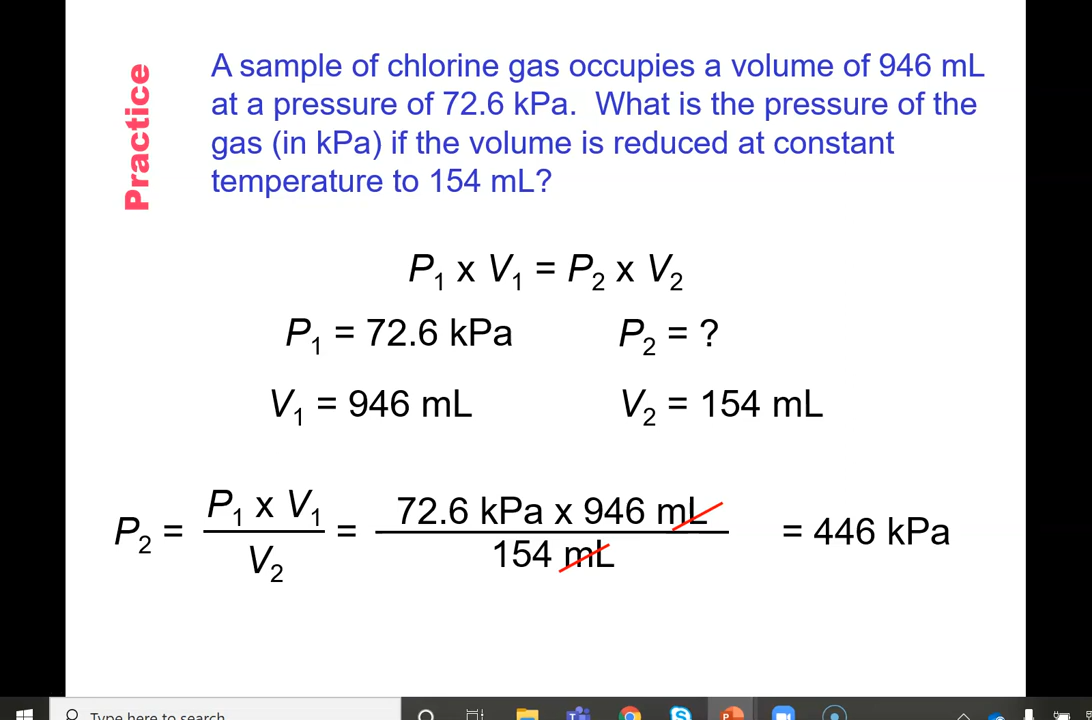 Practice
A sample of chlorine gas occupies a volume of 946 mL
at a pressure of 72.6 kPa. What is the pressure of the
gas (in kPa) if the volume is reduced at constant
temperature to 154 mL?
P₁ x V₁ = P₂ x V₂
P₁ = 72.6 kPa P₂ = ?
V₁ = 946 mL V₂ = 154 mL
P₁ x V₁ 72.6 kPa x 946 mL
P₂ = = = 446 kPa
V₂ 154 mL
Type here to search